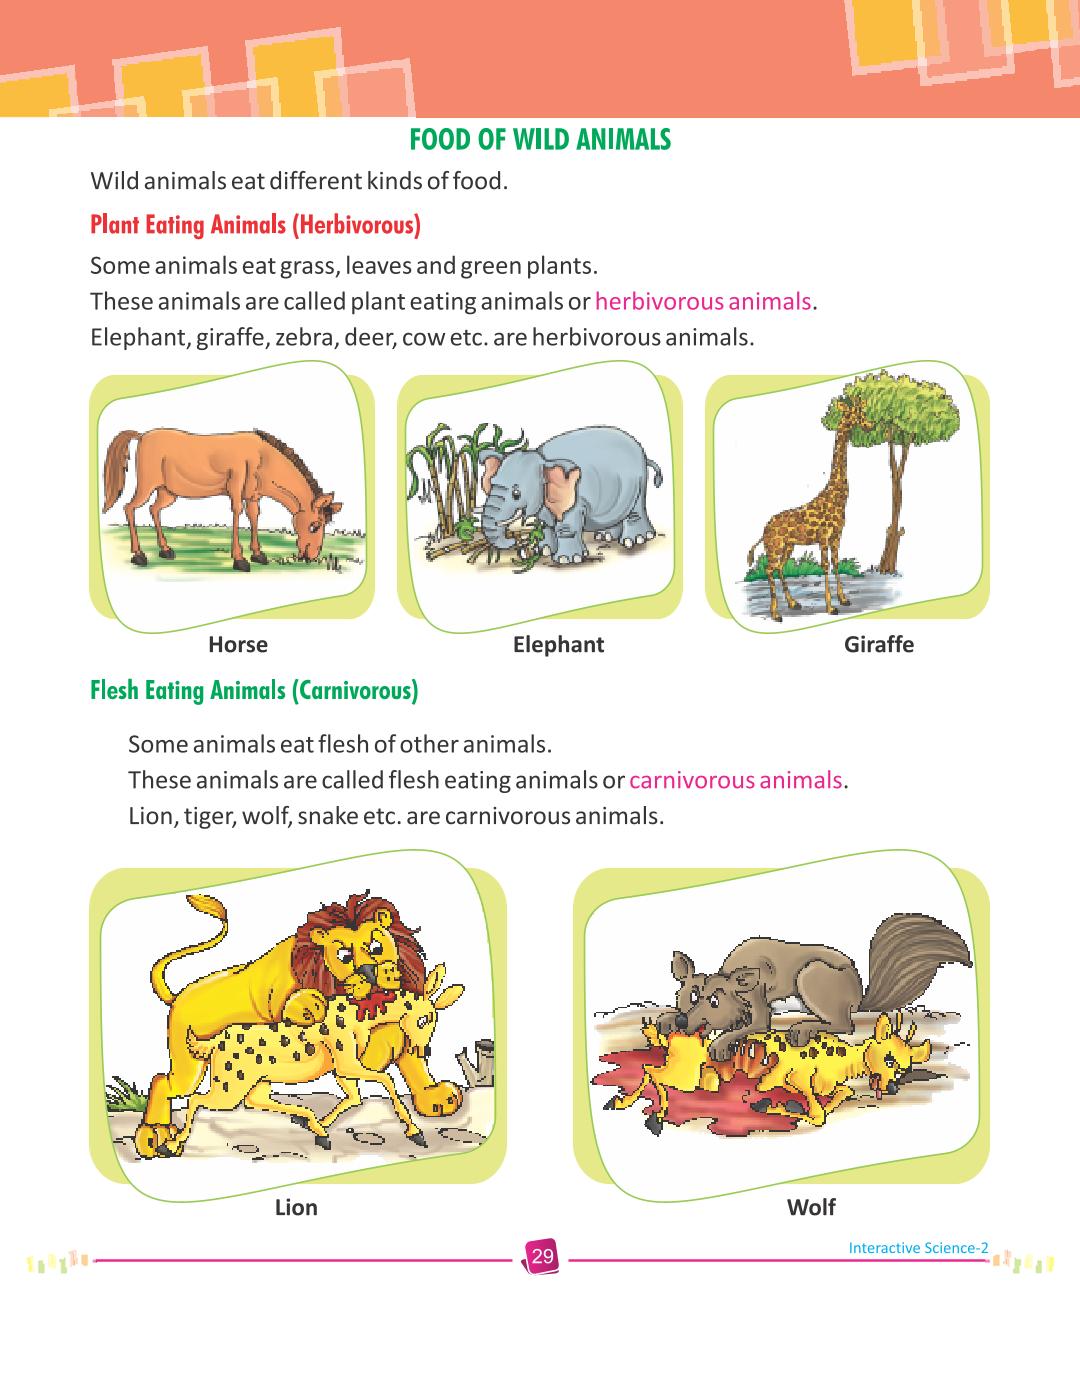 FOOD OF WILD ANIMALS
Wild animals eat different kinds of food.
Plant Eating Animals (Herbivorous)
Some animals eat grass, leaves and green plants.
These animals are called plant eating animals or herbivorous animals.
Elephant, giraffe, zebra, deer, cow etc. are herbivorous animals.
Horse
Elephant
Giraffe
Flesh Eating Animals (Carnivorous)
Some animals eat flesh of other animals.
These animals are called flesh eating animals or carnivorous animals.
Lion, tiger, wolf, snake etc. are carnivorous animals.
Lion
Wolf
Interactive Science-2
29